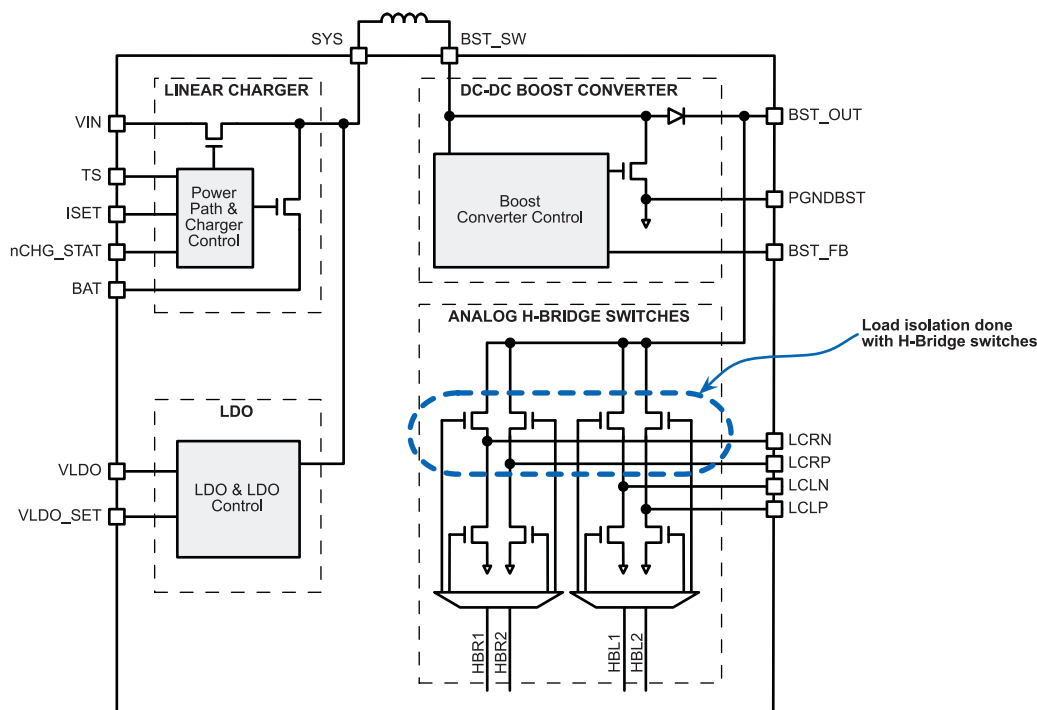 SYS
BST_SW
LINEAR CHARGER
DC-DC BOOST CONVERTER
VIN
BST_OUT
TS
ISET
nCHG_STAT
BAT
Power
Path &
Charger
Control
Boost
Converter Control
PGNDBST
BST_FB
ANALOG H-BRIDGE SWITCHES
Load isolation done
with H-Bridge switches
LDO
VLDO
VLDO_SET
LDO & LDO
Control
LCRN
LCRP
LCLN
LCLP
HBR1
HBR2
HBL1
HBL2